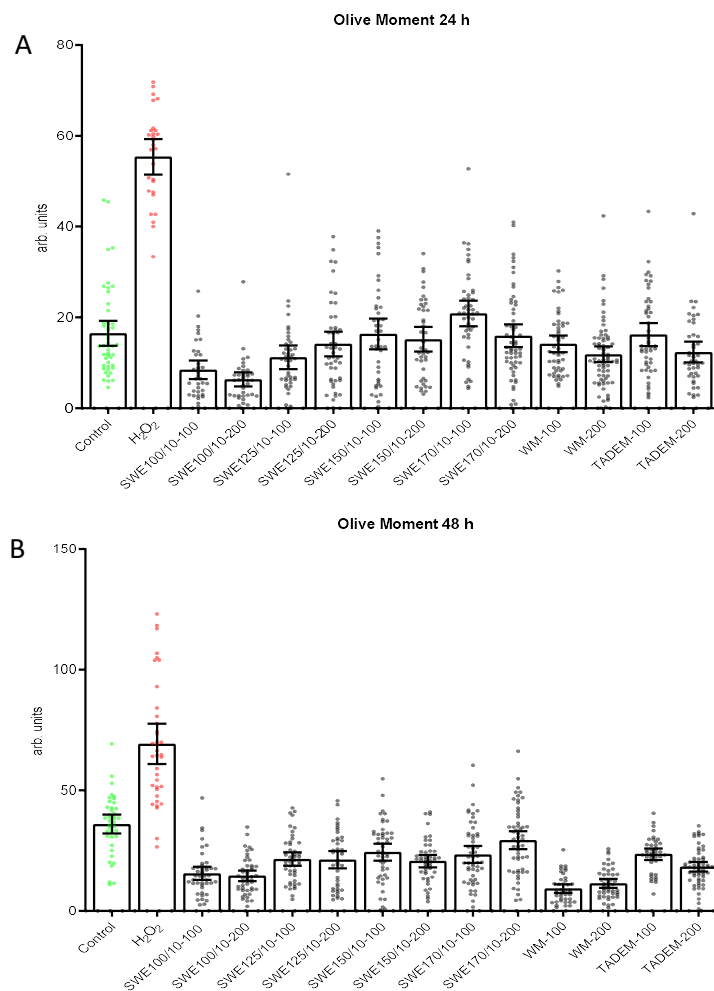 Olive Moment 24 h
A
80
60
40
20
0
arb. units
Control
H₂O₂
SWE100/10-100
SWE100/10-200
SWE125/10-100
SWE125/10-200
SWE150/10-100
SWE150/10-200
SWE170/10-100
SWE170/10-200
WM-100
WM-200
TADEM-100
TADEM-200
Olive Moment 48 h
B
150
100
50
0
arb. units
Control
H₂O₂
SWE100/10-100
SWE100/10-200
SWE125/10-100
SWE125/10-200
SWE150/10-100
SWE150/10-200
SWE170/10-100
SWE170/10-200
WM-100
WM-200
TADEM-100
TADEM-200